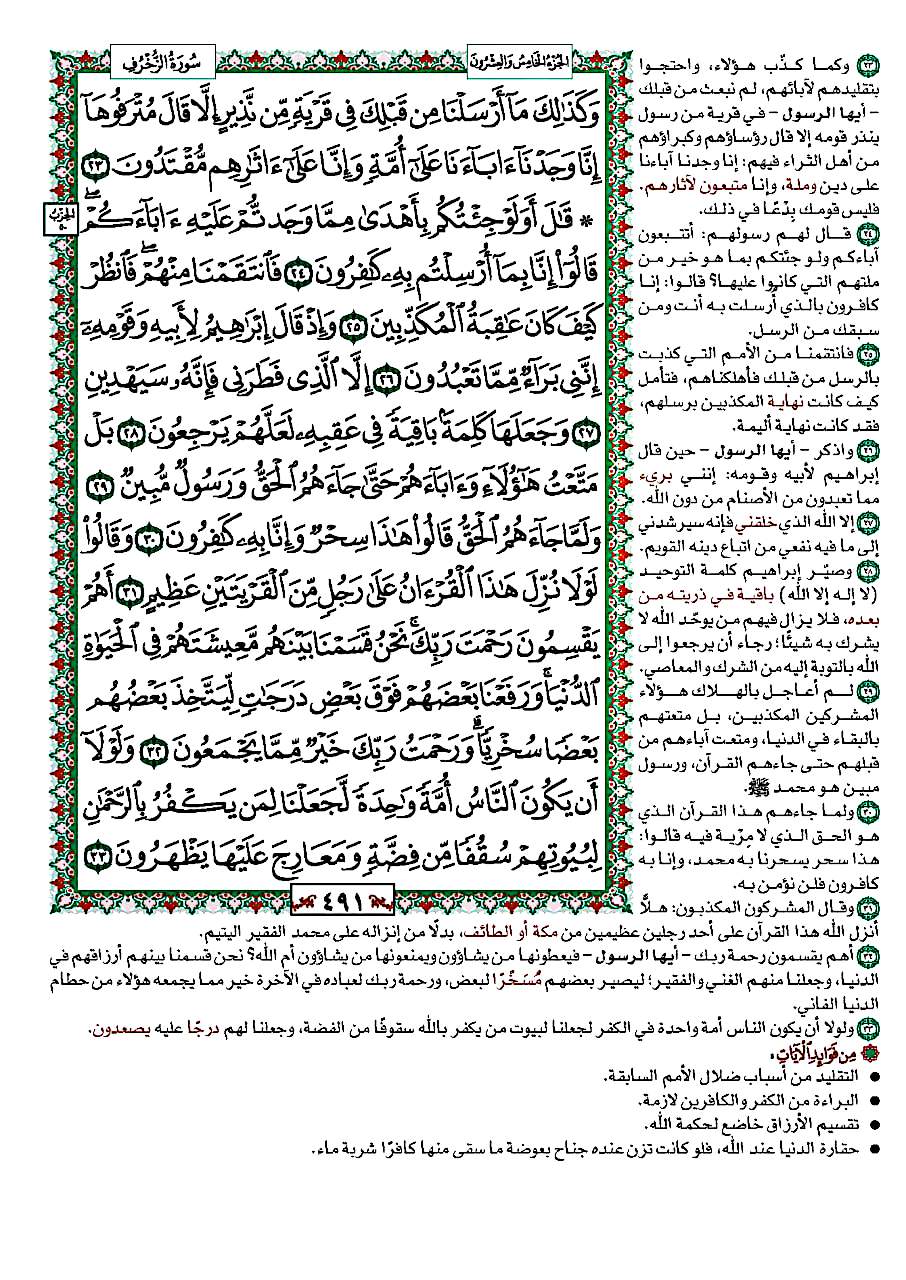 سُورَةُ الزُّخْرُفِ
الجُزْءُ الخَامِسُ وَالعِشْرُونَ
وَكَذَٰلِكَ مَآ أَرْسَلْنَا مِن قَبْلِكَ فِي قَرْيَةٍ مِّن نَّذِيرٍ إِلَّا قَالَ مُتْرَفُوهَآ
إِنَّا وَجَدْنَآ ءَابَآءَنَا عَلَىٰٓ أُمَّةٍ وَإِنَّا عَلَىٰٓ ءَاثَٰرِهِم مُّقْتَدُونَ ٢٣
* قَٰلَ أَوَلَوْ جِئْتُكُم بِأَهْدَىٰ مِمَّا وَجَدتُّمْ عَلَيْهِ ءَابَآءَكُمْۖ
قَالُوٓاْ إِنَّا بِمَآ أُرْسِلْتُم بِهِۦ كَٰفِرُونَ ٢٤ فَٱنتَقَمْنَا مِنْهُمْۖ فَٱنظُرْ
كَيْفَ كَانَ عَٰقِبَةُ ٱلْمُكَذِّبِينَ ٢٥ وَإِذْ قَالَ إِبْرَٰهِيمُ لِأَبِيهِ وَقَوْمِهِۦٓ
إِنَّنِي بَرَآءٌ مِّمَّا تَعْبُدُونَ ٢٦ إِلَّا ٱلَّذِي فَطَرَنِي فَإِنَّهُۥ سَيَهْدِينِ
٢٧ وَجَعَلَهَا كَلِمَةًۢ بَاقِيَةً فِي عَقِبِهِۦ لَعَلَّهُمْ يَرْجِعُونَ ٢٨ بَلْ
مَتَّعْتُ هَٰٓؤُلَآءِ وَءَابَآءَهُمْ حَتَّىٰ جَآءَهُمُ ٱلْحَقُّ وَرَسُولٌ مُّبِينٌ ٢٩
وَلَمَّا جَآءَهُمُ ٱلْحَقُّ قَالُواْ هَٰذَا سِحْرٌ وَإِنَّا بِهِۦ كَٰفِرُونَ ٣٠ وَقَالُواْ
لَوْلَا نُزِّلَ هَٰذَا ٱلْقُرْءَانُ عَلَىٰ رَجُلٍ مِّنَ ٱلْقَرْيَتَيْنِ عَظِيمٍ ٣١ أَهُمْ
يَقْسِمُونَ رَحْمَتَ رَبِّكَۚ نَحْنُ قَسَمْنَا بَيْنَهُم مَّعِيشَتَهُمْ فِي ٱلْحَيَوٰةِ
ٱلدُّنْيَاۚ وَرَفَعْنَا بَعْضَهُمْ فَوْقَ بَعْضٍ دَرَجَٰتٍ لِّيَتَّخِذَ بَعْضُهُم
بَعْضًا سُخْرِيًّاۗ وَرَحْمَتُ رَبِّكَ خَيْرٌ مِّمَّا يَجْمَعُونَ ٣٢ وَلَوْلَآ
أَن يَكُونَ ٱلنَّاسُ أُمَّةً وَٰحِدَةً لَّجَعَلْنَا لِمَن يَكْفُرُ بِٱلرَّحْمَٰنِ
لِبُيُوتِهِمْ سُقُفًا مِّن فِضَّةٍ وَمَعَارِجَ عَلَيْهَا يَظْهَرُونَ ٣٣
الحِزْبُ
٥٠
٤٩١
٢٣ وكما كذّب هؤلاء، واحتجوا
بتقليدهم لآبائهم، لم نبعث من قبلك
– أيها الرسول – في قرية من رسول
ينذر قومه إلا قال رؤساؤهم وكبراؤهم
من أهل الثراء فيهم: إنا وجدنا آباءنا
على دين وملة، وإنا متبعون لآثارهم.
فليس قومك بِدْعًا في ذلك.
٢٤ قال لهم رسولهم: أتتبعون
آباءكم ولو جئتكم بما هو خير من
ملتهم التي كانوا عليها؟ قالوا: إنا
كافرون بالذي أُرسلت به أنت ومن
سبقك من الرسل.
٢٥ فانتقمنا من الأمم التي كذبت
بالرسل من قبلك فأهلكناهم، فتأمل
كيف كانت نهاية المكذبين برسلهم،
فقد كانت نهاية أليمة.
٢٦ واذكر – أيها الرسول – حين قال
إبراهيم لأبيه وقومه: إنني بريء
مما تعبدون من الأصنام من دون الله.
٢٧ إلا الله الذي خلقني فإنه سيرشدني
إلى ما فيه نفعي من اتباع دينه القويم.
٢٨ وصيّر إبراهيم كلمة التوحيد
(لا إله إلا الله) باقية في ذريته من
بعده، فلا يزال فيهم من يوحّد الله لا
يشرك به شيئًا؛ رجاء أن يرجعوا إلى
الله بالتوبة إليه من الشرك والمعاصي.
٢٩ لم أعاجل بالهلاك هؤلاء
المشركين المكذبين، بل متعتهم
بالبقاء في الدنيا، ومتعت آباءهم من
قبلهم حتى جاءهم القرآن، ورسول
مبين هو محمد ﷺ.
٣٠ ولما جاءهم هذا القرآن الذي
هو الحق الذي لا مِرْية فيه قالوا:
هذا سحر يسحرنا به محمد، وإنا به
كافرون فلن نؤمن به.
٣١ وقال المشركون المكذبون: هلَّا
أنزل الله هذا القرآن على أحد رجلين عظيمين من مكة أو الطائف، بدلًا من إنزاله على محمد الفقير اليتيم.
٣٢ أهم يقتسمون رحمة ربك – أيها الرسول – فيعطونها من يشاؤون ويمنعونها من يشاؤون أم الله؟ نحن قسمنا بينهم أرزاقهم في
الدنيا، وجعلنا منهم الغني والفقير؛ ليصير بعضهم مُسَخَّرًا لبعض، ورحمة ربك لعباده في الآخرة خير مما يجمعه هؤلاء من حطام
الدنيا الفاني.
٣٣ ولولا أن يكون الناس أمة واحدة في الكفر لجعلنا لبيوت من يكفر بالله سقوفًا من الفضة، وجعلنا لهم درجًا عليه يصعدون.
مِن فَوَائِدِ الْآيَاتِ:
● التقليد من أسباب ضلال الأمم السابقة.
● البراءة من الكفر والكافرين لازمة.
● تقسيم الأرزاق خاضع لحكمة الله.
● حقارة الدنيا عند الله، فلو كانت تزن عنده جناح بعوضة ما سقى منها كافرًا شربة ماء.